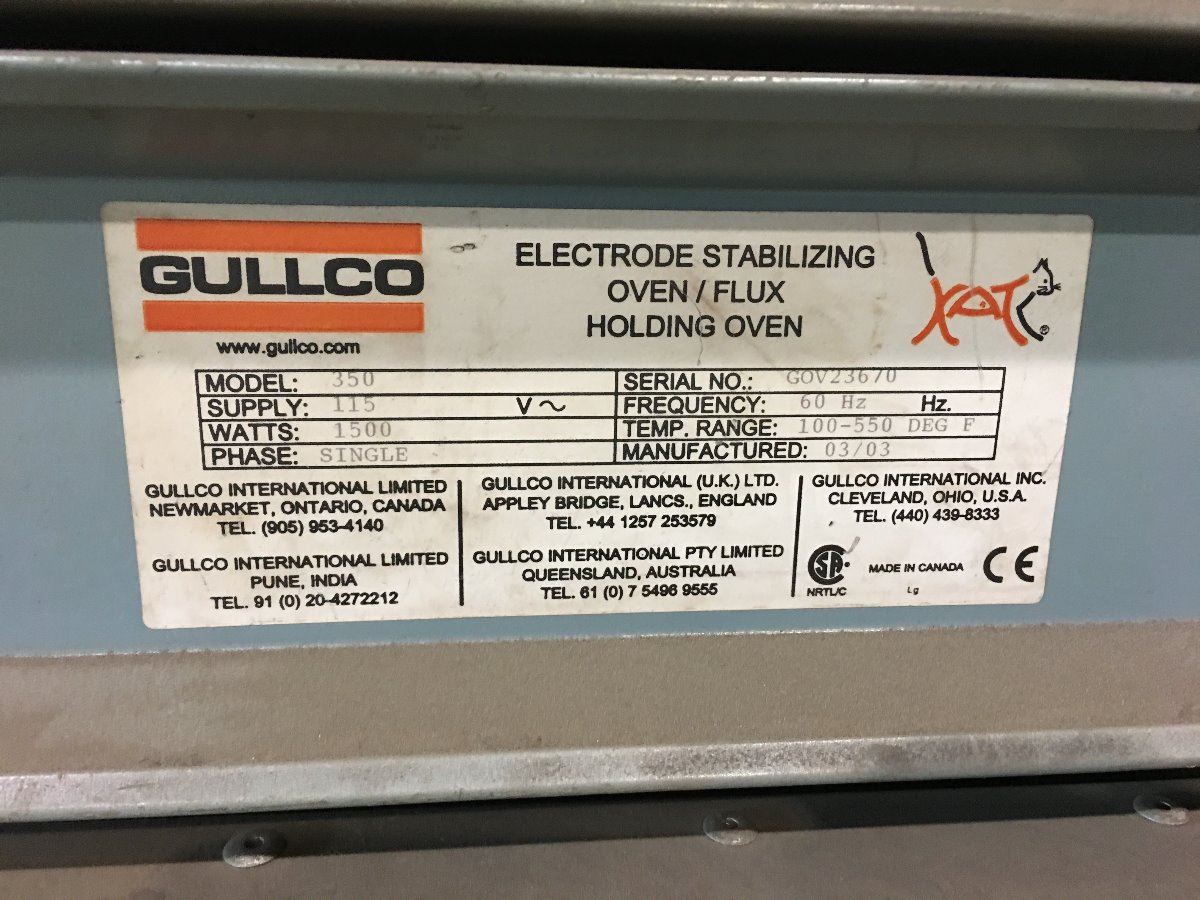 GULLCO
www.gullco.com
ELECTRODE STABILIZING
OVEN / FLUX
HOLDING OVEN
KAT ®
MODEL: 350
SERIAL NO.: GOV23670
SUPPLY: 115 V~
FREQUENCY: 60 Hz Hz.
WATTS: 1500
TEMP. RANGE: 100-550 DEG F
PHASE: SINGLE
MANUFACTURED: 03/03
GULLCO INTERNATIONAL LIMITED
NEWMARKET, ONTARIO, CANADA
TEL. (905) 953-4140
GULLCO INTERNATIONAL LIMITED
PUNE, INDIA
TEL. 91 (0) 20-4272212
GULLCO INTERNATIONAL (U.K.) LTD.
APPLEY BRIDGE, LANCS., ENGLAND
TEL. +44 1257 253579
GULLCO INTERNATIONAL PTY LIMITED
QUEENSLAND, AUSTRALIA
TEL. 61 (0) 7 5496 9555
GULLCO INTERNATIONAL INC.
CLEVELAND, OHIO, U.S.A.
TEL. (440) 439-8333
CSA
NRTL/C
MADE IN CANADA
Lg
CE